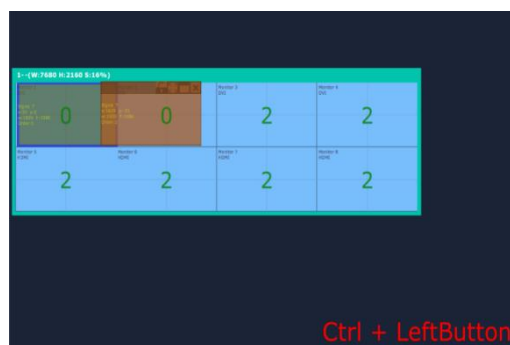 1--(W:7680 H:2160 S:16%)
Monitor 3
DVI
Monitor 4
DVI
0
0
2
2
Monitor 5
HDMI
Monitor 6
HDMI
Monitor 7
HDMI
Monitor 8
HDMI
2
2
2
2
Ctrl + LeftButton